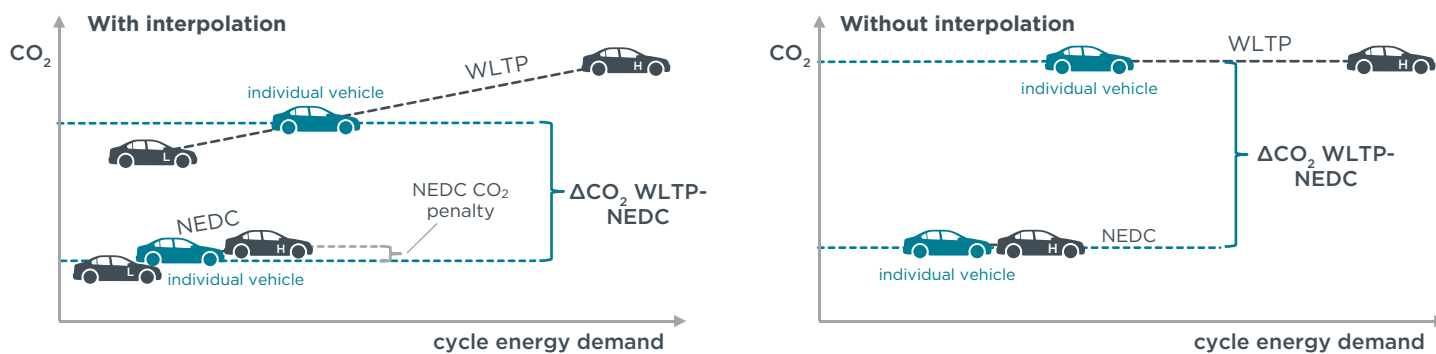 With interpolation
CO₂
WLTP
H
individual vehicle
L
NEDC CO₂
penalty
ΔCO₂ WLTP-
NEDC
NEDC
H
L
individual vehicle
cycle energy demand
Without interpolation
CO₂
WLTP
H
individual vehicle
ΔCO₂ WLTP-
NEDC
H
NEDC
individual vehicle
cycle energy demand